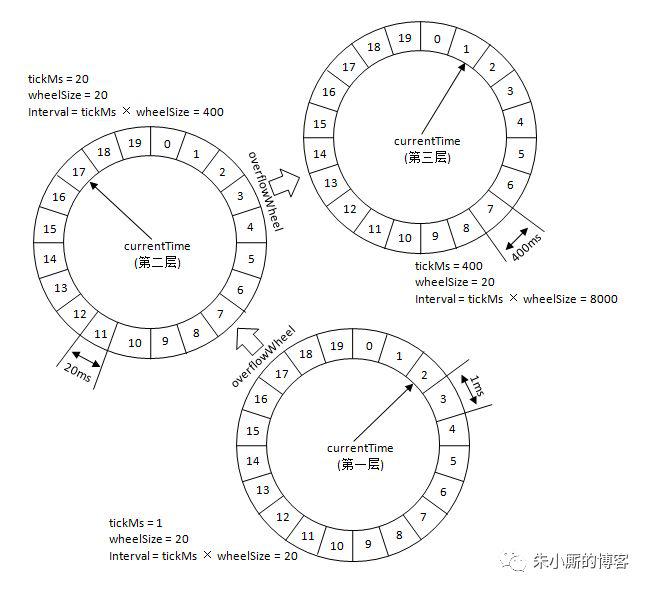 tickMs = 20
wheelSize = 20
Interval = tickMs × wheelSize = 400
0
1
2
3
4
5
6
7
8
9
10
11
12
13
14
15
16
17
18
19
currentTime
(第二层)
20ms
overflowWheel
0
1
2
3
4
5
6
7
8
9
10
11
12
13
14
15
16
17
18
19
currentTime
(第三层)
400ms
tickMs = 400
wheelSize = 20
Interval = tickMs × wheelSize = 8000
overflowWheel
0
1
2
3
4
5
6
7
8
9
10
11
12
13
14
15
16
17
18
19
currentTime
(第一层)
1ms
tickMs = 1
wheelSize = 20
Interval = tickMs × wheelSize = 20
朱小厮的博客